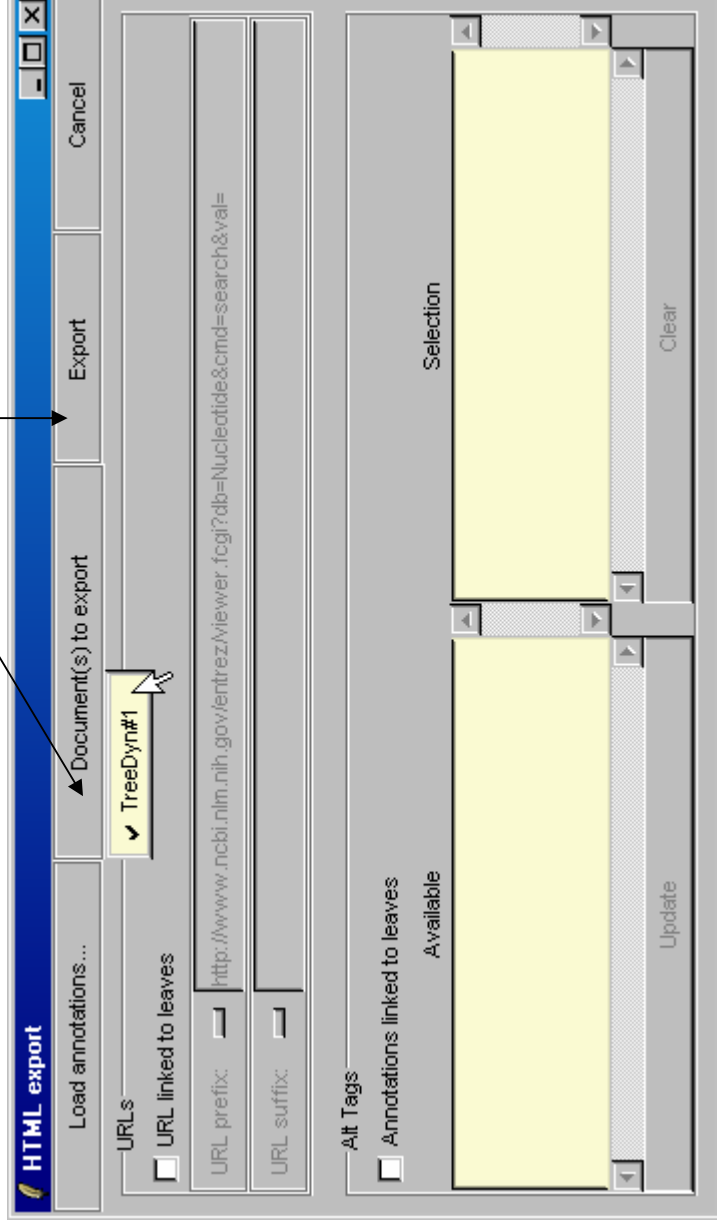 HTML export
Load annotations... Document(s) to export Export Cancel
✔ TreeDyn#1
URLs
URL linked to leaves
URL prefix: http://www.ncbi.nlm.nih.gov/entrez/viewer.fcgi?db=Nucleotide&cmd=search&val=
URL suffix:
Alt Tags
Annotations linked to leaves
Available Selection
Update Clear